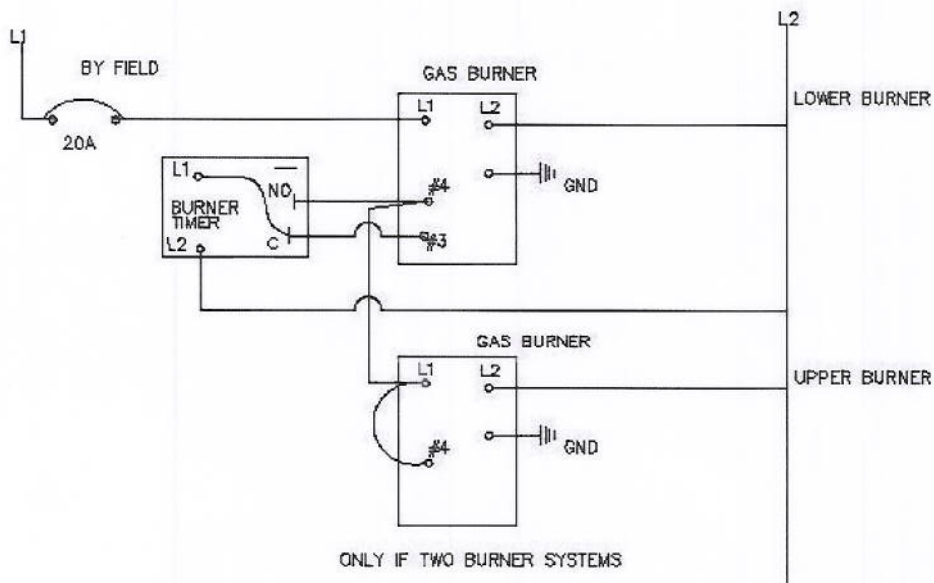 L1
L2
BY FIELD
20A
GAS BURNER
L1
L2
LOWER BURNER
GND
#4
#3
L1
NO
BURNER
TIMER
C
L2
GAS BURNER
L1
L2
UPPER BURNER
GND
#4
ONLY IF TWO BURNER SYSTEMS